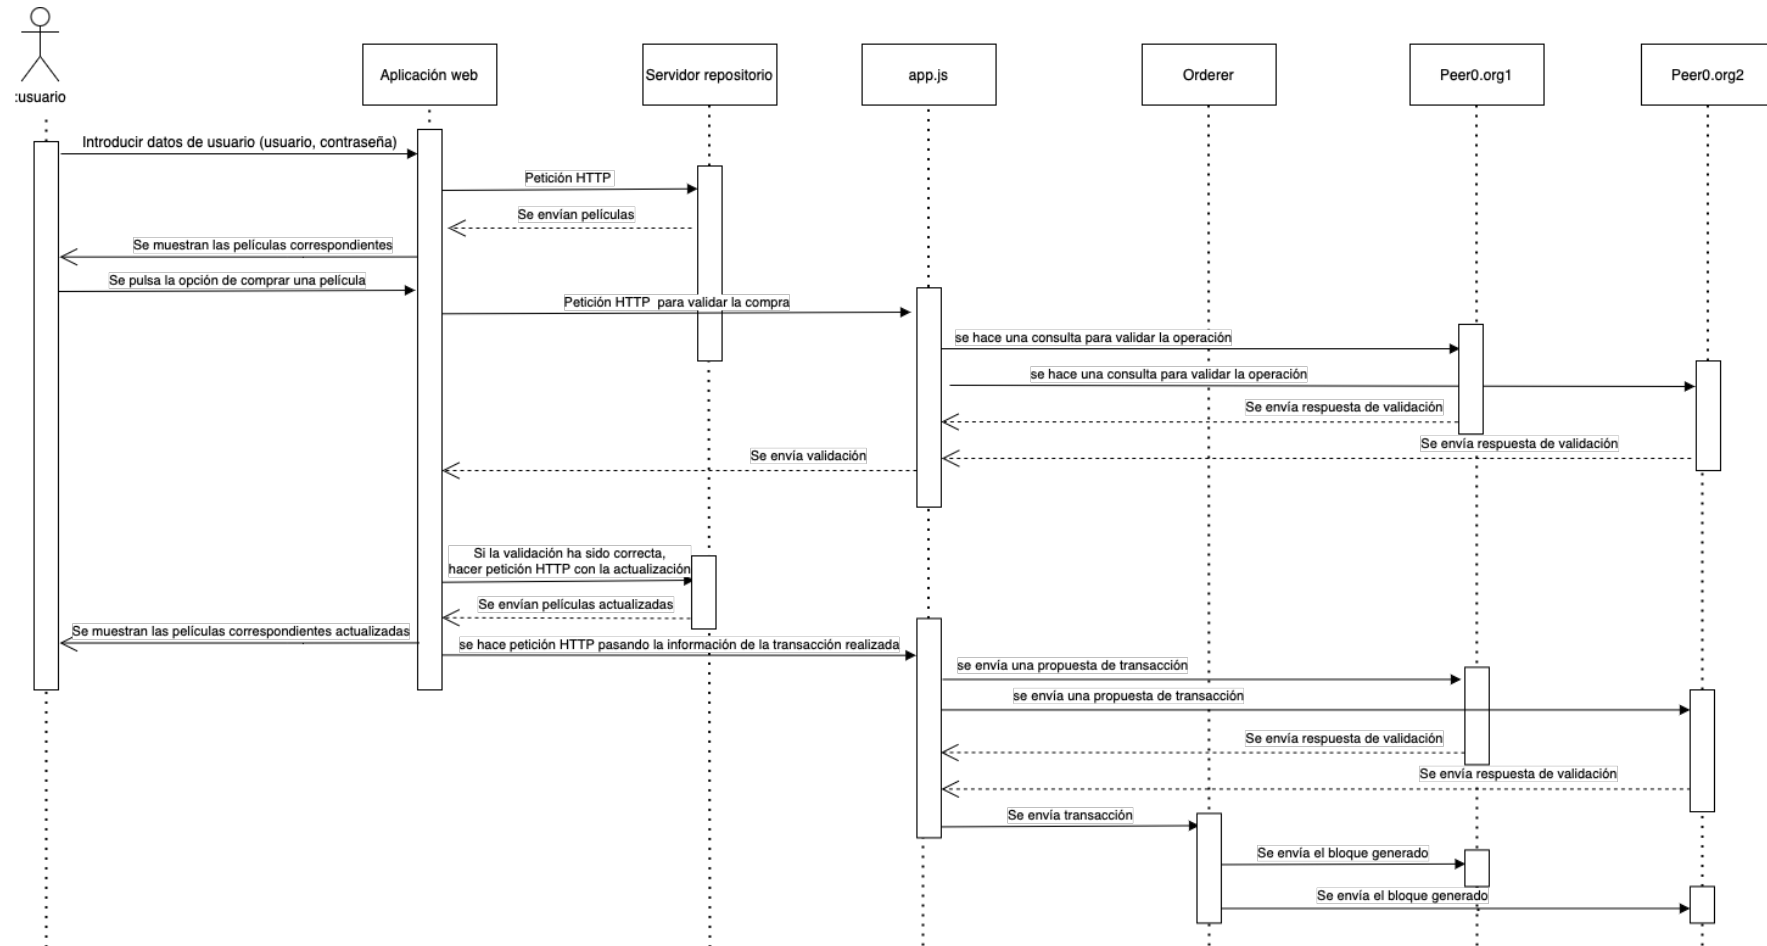 :usuario
Aplicación web
Servidor repositorio
app.js
Orderer
Peer0.org1
Peer0.org2
Introducir datos de usuario (usuario, contraseña)
Petición HTTP
Se envían películas
Se muestran las películas correspondientes
Se pulsa la opción de comprar una película
Petición HTTP para validar la compra
se hace una consulta para validar la operación
se hace una consulta para validar la operación
Se envía respuesta de validación
Se envía respuesta de validación
Se envía validación
Si la validación ha sido correcta,
hacer petición HTTP con la actualización
Se envían películas actualizadas
Se muestran las películas correspondientes actualizadas
se hace petición HTTP pasando la información de la transacción realizada
se envía una propuesta de transacción
se envía una propuesta de transacción
Se envía respuesta de validación
Se envía respuesta de validación
Se envía transacción
Se envía el bloque generado
Se envía el bloque generado